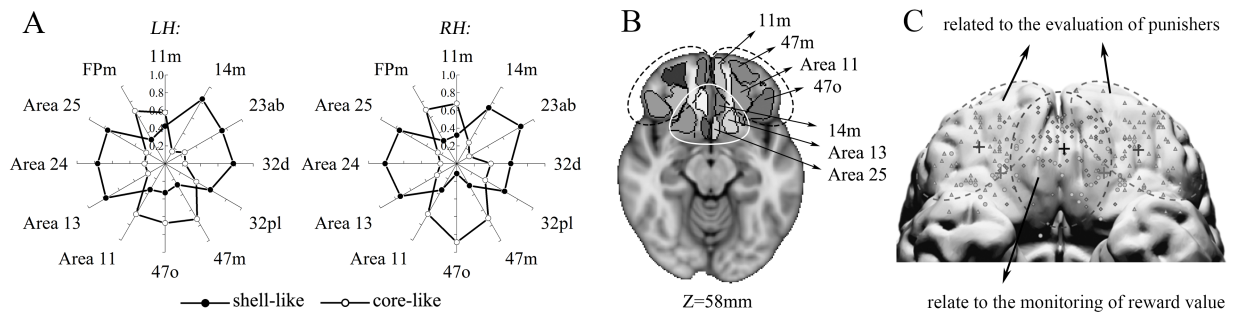 A
LH:
11m
14m
23ab
32d
32pl
47m
47o
Area 11
Area 13
Area 24
Area 25
FPm
1.0
0.8
0.6
0.4
0.2
RH:
11m
14m
23ab
32d
32pl
47m
47o
Area 11
Area 13
Area 24
Area 25
FPm
1.0
0.8
0.6
0.4
0.2
shell-like
core-like
B
11m
47m
Area 11
47o
14m
Area 13
Area 25
Z=58mm
C
related to the evaluation of punishers
relate to the monitoring of reward value